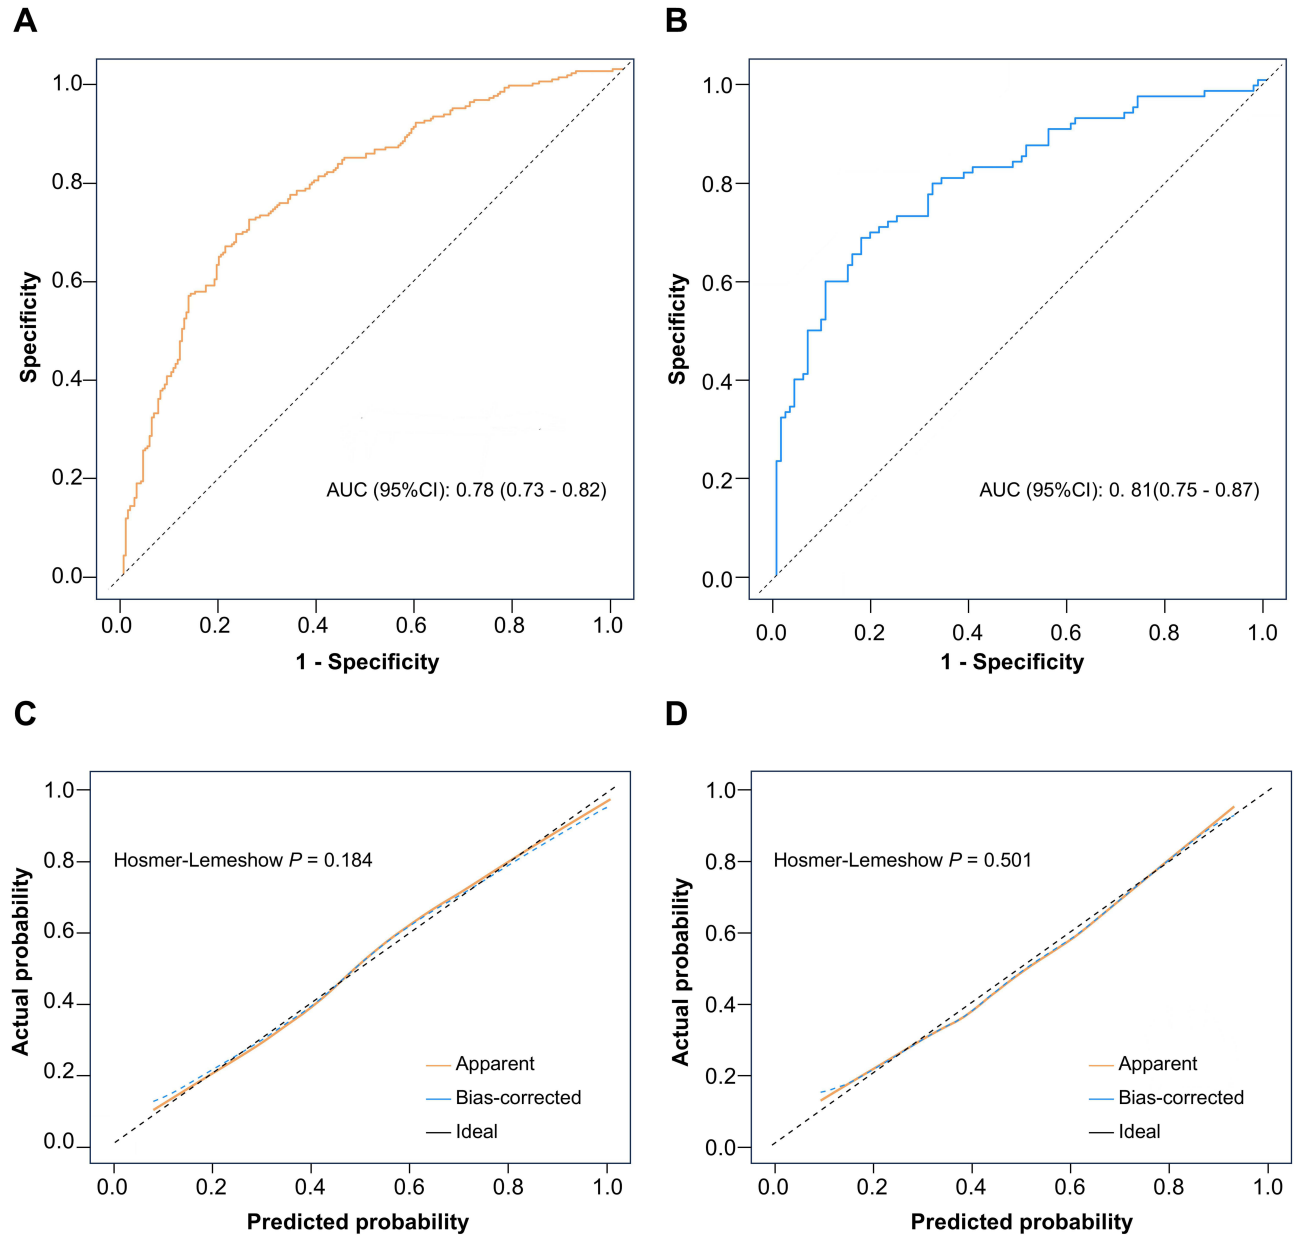 A
B
1.0
0.8
0.6
0.4
0.2
0.0
Specificity
AUC (95%CI): 0.78 (0.73 - 0.82)
0.0 0.2 0.4 0.6 0.8 1.0
1 - Specificity
1.0
0.8
0.6
0.4
0.2
0.0
Specificity
AUC (95%CI): 0. 81(0.75 - 0.87)
0.0 0.2 0.4 0.6 0.8 1.0
1 - Specificity
C
D
1.0
0.8
0.6
0.4
0.2
0.0
Actual probability
Hosmer-Lemeshow P = 0.184
Apparent
Bias-corrected
Ideal
0.0 0.2 0.4 0.6 0.8 1.0
Predicted probability
1.0
0.8
0.6
0.4
0.2
0.0
Actual probability
Hosmer-Lemeshow P = 0.501
Apparent
Bias-corrected
Ideal
0.0 0.2 0.4 0.6 0.8 1.0
Predicted probability